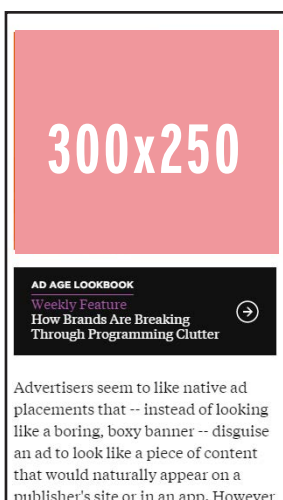 300x250
AD AGE LOOKBOOK
Weekly Feature
How Brands Are Breaking
Through Programming Clutter
Advertisers seem to like native ad
placements that -- instead of looking
like a boring, boxy banner -- disguise
an ad to look like a piece of content
that would naturally appear on a
publisher's site or in an app. However